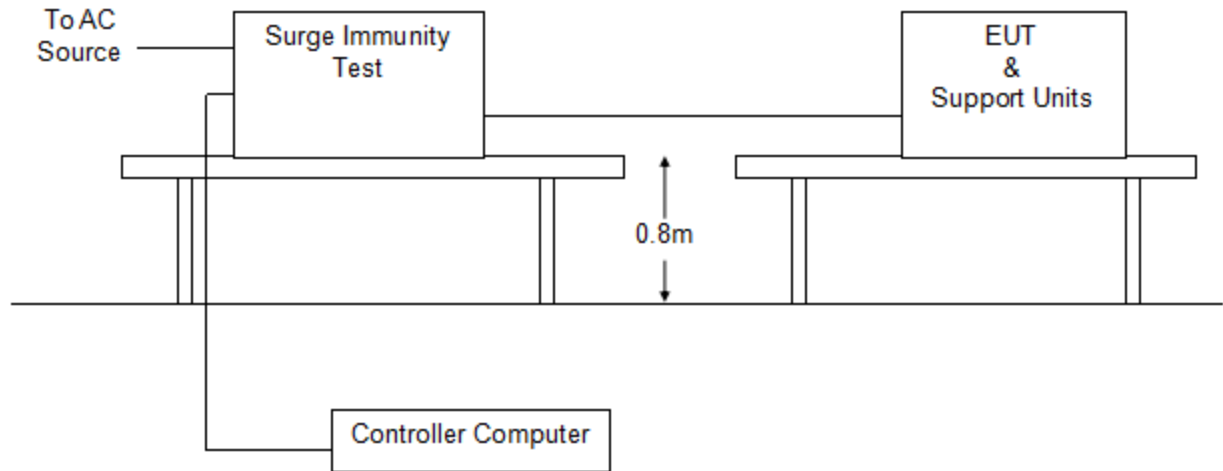 To AC
Source
Surge Immunity
Test
EUT
&
Support Units
0.8m
Controller Computer